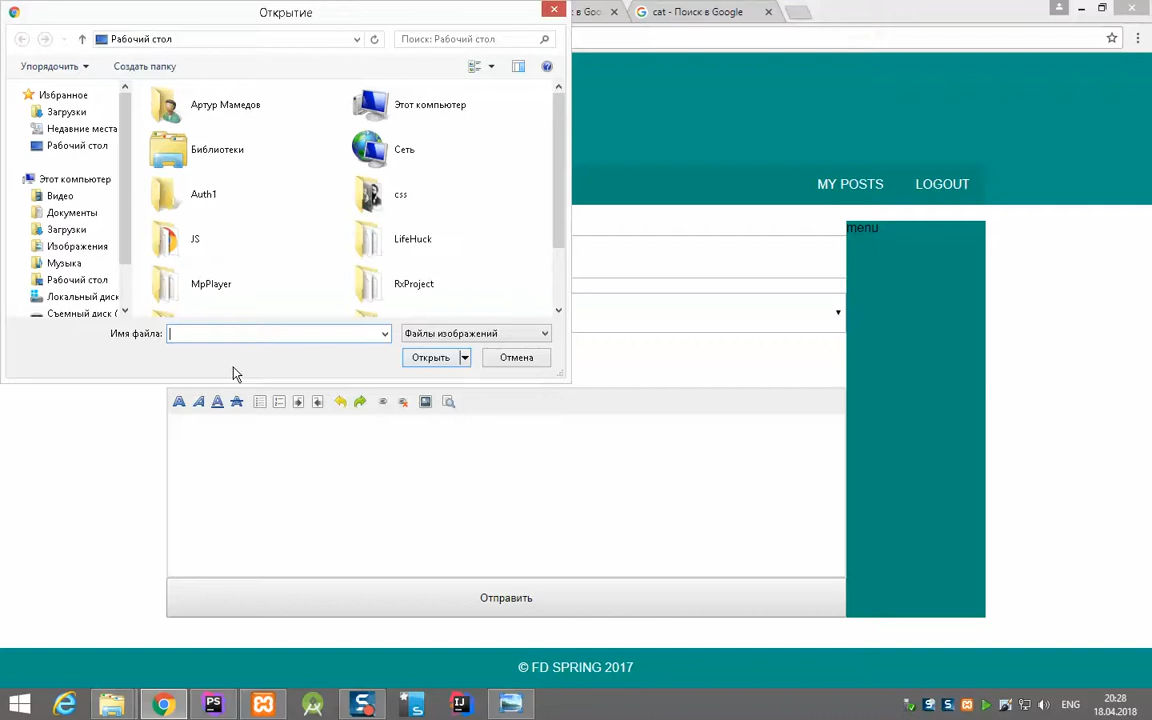 Открытие
в Goo
cat - Поиск в Google
Рабочий стол
Поиск: Рабочий стол
Упорядочить
Создать папку
Избранное
Загрузки
Недавние места
Рабочий стол
Этот компьютер
Видео
Документы
Загрузки
Изображения
Музыка
Рабочий стол
Локальный диск
Съемный диск (
Артур Мамедов
Этот компьютер
Библиотеки
Сеть
Auth1
css
JS
LifeHuck
MpPlayer
RxProject
Имя файла:
Файлы изображений
Открыть
Отмена
MY POSTS
LOGOUT
menu
Отправить
© FD SPRING 2017
PS
ENG
20:28
18.04.2018